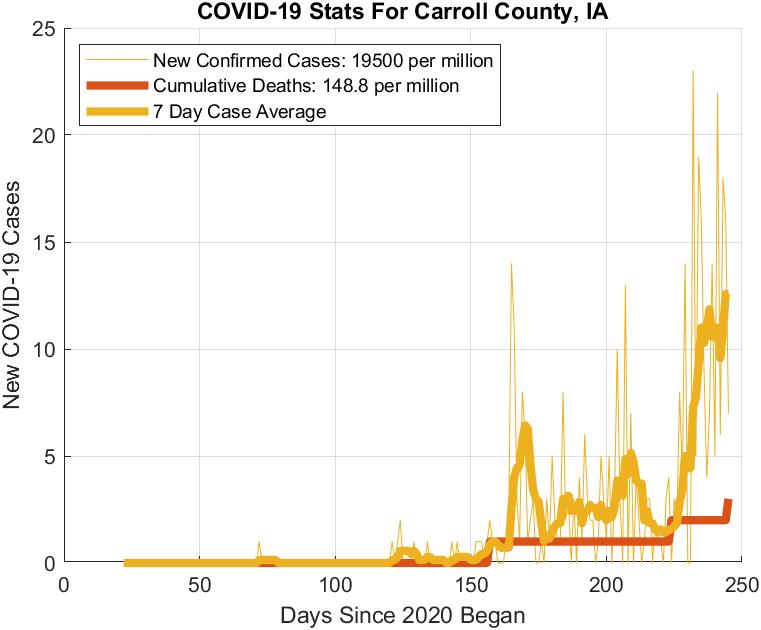 COVID-19 Stats For Carroll County, IA
New Confirmed Cases: 19500 per million
Cumulative Deaths: 148.8 per million
7 Day Case Average
New COVID-19 Cases
25
20
15
10
5
0
0 50 100 150 200 250
Days Since 2020 Began